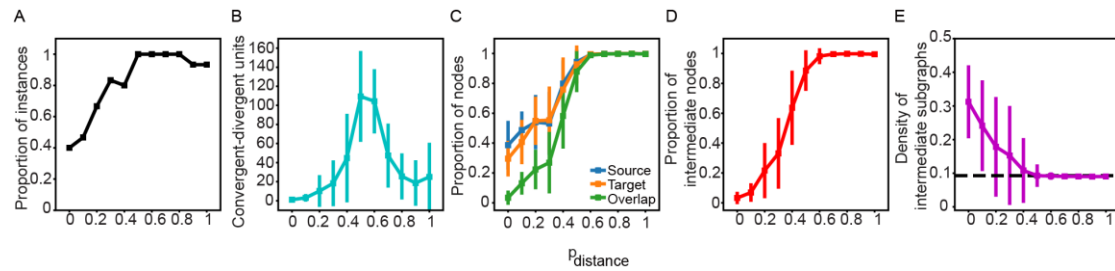 A
B
C
D
E
Proportion of instances
1
0.8
0.6
0.4
0.2
0
0 0.2 0.4 0.6 0.8 1
Convergent-divergent units
160
140
120
100
80
60
40
20
0
0 0.2 0.4 0.6 0.8 1
Proportion of nodes
1
0.8
0.6
0.4
0.2
0
Source
Target
Overlap
0 0.2 0.4 0.6 0.8 1
Proportion of
intermediate nodes
1
0.8
0.6
0.4
0.2
0
0 0.2 0.4 0.6 0.8 1
Density of
intermediate subgraphs
0.5
0.4
0.3
0.2
0.1
0
0 0.2 0.4 0.6 0.8 1
p distance